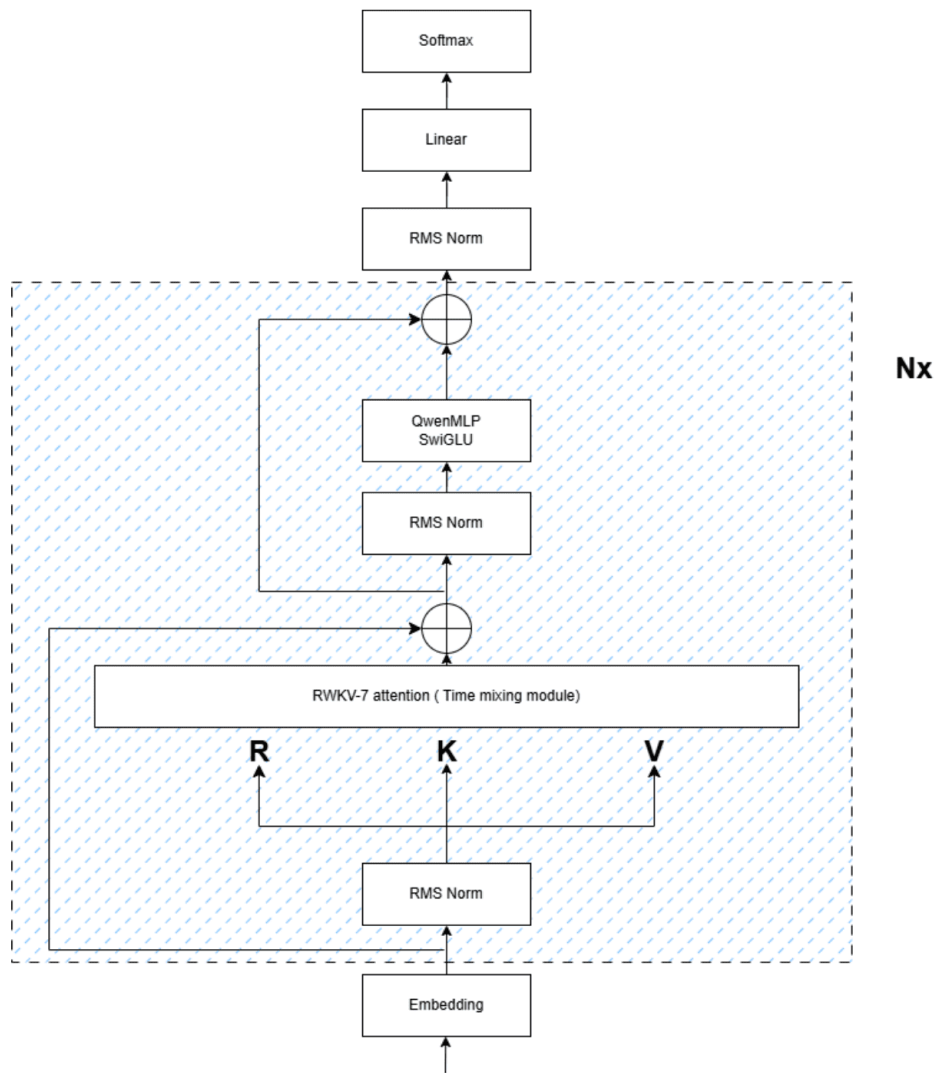 Softmax
Linear
RMS Norm
Nx
QwenMLP
SwiGLU
RMS Norm
RWKV-7 attention ( Time mixing module)
R K V
RMS Norm
Embedding